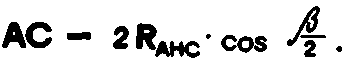 AC — 2 R_AHC · cos β/2 .